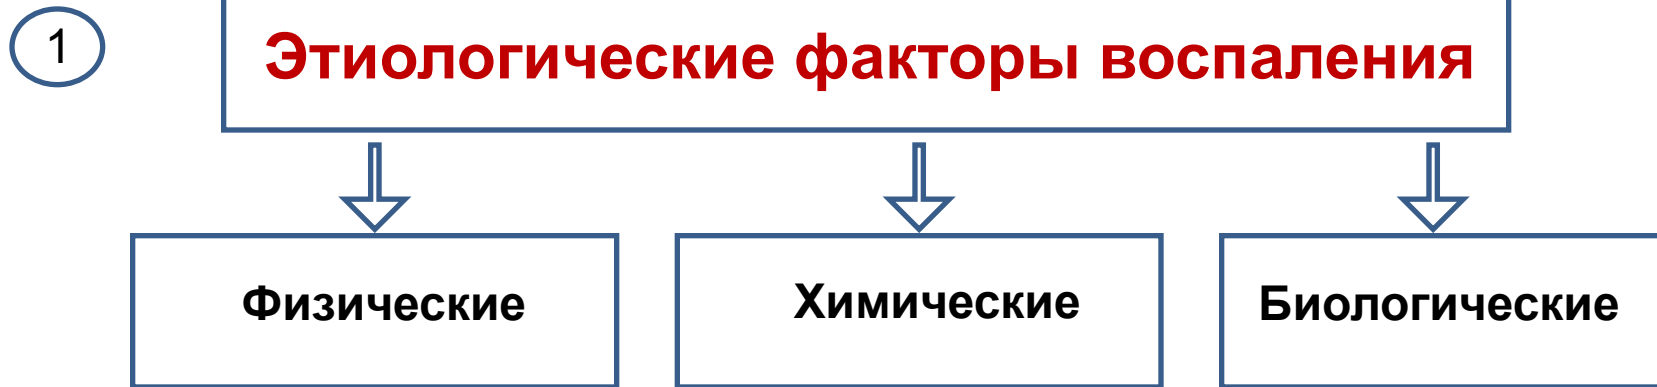 1
Этиологические факторы воспаления
Физические
Химические
Биологические